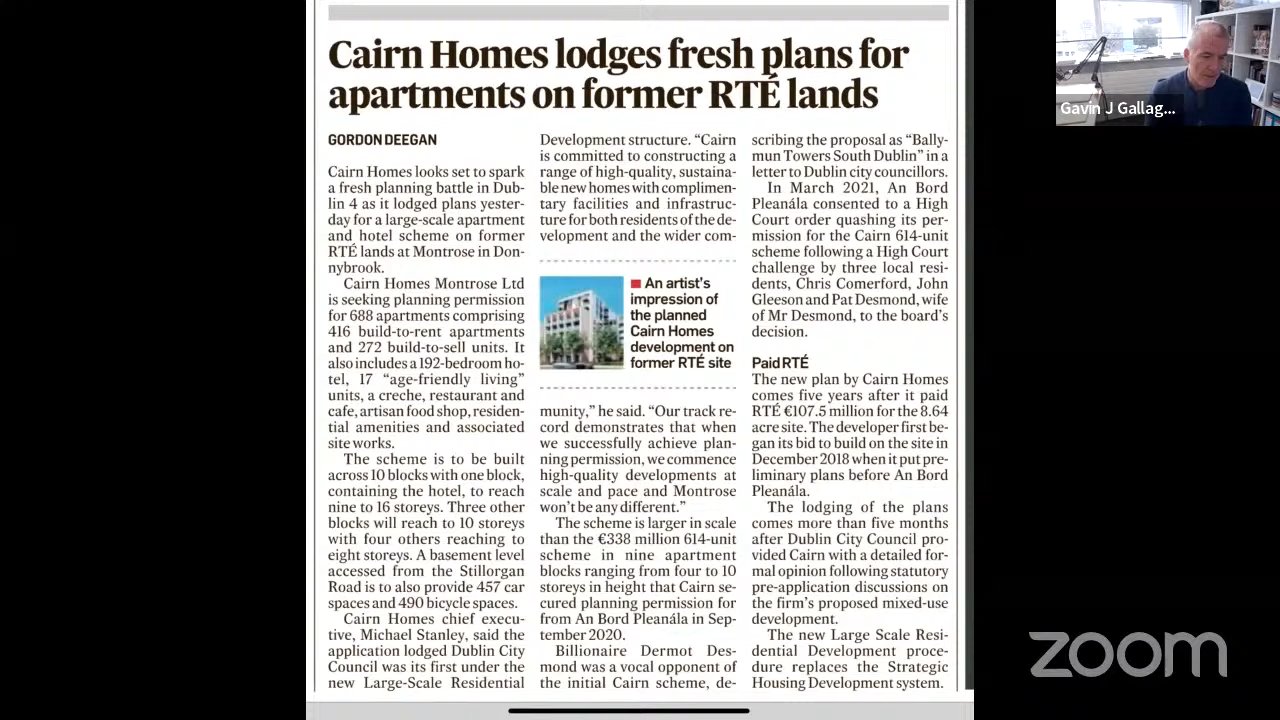 Cairn Homes lodges fresh plans for
apartments on former RTÉ lands
GORDON DEEGAN
Cairn Homes looks set to spark
a fresh planning battle in Dub-
lin 4 as it lodged plans yester-
day for a large-scale apartment
and hotel scheme on former
RTÉ lands at Montrose in Don-
nybrook.
Cairn Homes Montrose Ltd
is seeking planning permission
for 688 apartments comprising
416 build-to-rent apartments
and 272 build-to-sell units. It
also includes a 192-bedroom ho-
tel, 17 “age-friendly living”
units, a creche, restaurant and
cafe, artisan food shop, residen-
tial amenities and associated
site works.
The scheme is to be built
across 10 blocks with one block,
containing the hotel, to reach
nine to 16 storeys. Three other
blocks will reach to 10 storeys
with four others reaching to
eight storeys. A basement level
accessed from the Stillorgan
Road is to also provide 457 car
spaces and 490 bicycle spaces.
Cairn Homes chief execu-
tive, Michael Stanley, said the
application lodged Dublin City
Council was its first under the
new Large-Scale Residential
Development structure. “Cairn
is committed to constructing a
range of high-quality, sustaina-
ble new homes with complimen-
tary facilities and infrastruc-
ture for both residents of the de-
velopment and the wider com-
An artist's
impression of
the planned
Cairn Homes
development on
former RTÉ site
munity,” he said. “Our track re-
cord demonstrates that when
we successfully achieve plan-
ning permission, we commence
high-quality developments at
scale and pace and Montrose
won't be any different.”
The scheme is larger in scale
than the €338 million 614-unit
scheme in nine apartment
blocks ranging from four to 10
storeys in height that Cairn se-
cured planning permission for
from An Bord Pleanála in Sep-
tember 2020.
Billionaire Dermot Des-
mond was a vocal opponent of
the initial Cairn scheme, de-
scribing the proposal as “Bally-
mun Towers South Dublin” in a
letter to Dublin city councillors.
In March 2021, An Bord
Pleanála consented to a High
Court order quashing its per-
mission for the Cairn 614-unit
scheme following a High Court
challenge by three local resi-
dents, Chris Comerford, John
Gleeson and Pat Desmond, wife
of Mr Desmond, to the board's
decision.
Paid RTÉ
The new plan by Cairn Homes
comes five years after it paid
RTÉ €107.5 million for the 8.64
acre site. The developer first be-
gan its bid to build on the site in
December 2018 when it put pre-
liminary plans before An Bord
Pleanála.
The lodging of the plans
comes more than five months
after Dublin City Council pro-
vided Cairn with a detailed for-
mal opinion following statutory
pre-application discussions on
the firm's proposed mixed-use
development.
The new Large Scale Resi-
dential Development proce-
dure replaces the Strategic
Housing Development system.
Gavin J Gallag...
zoom